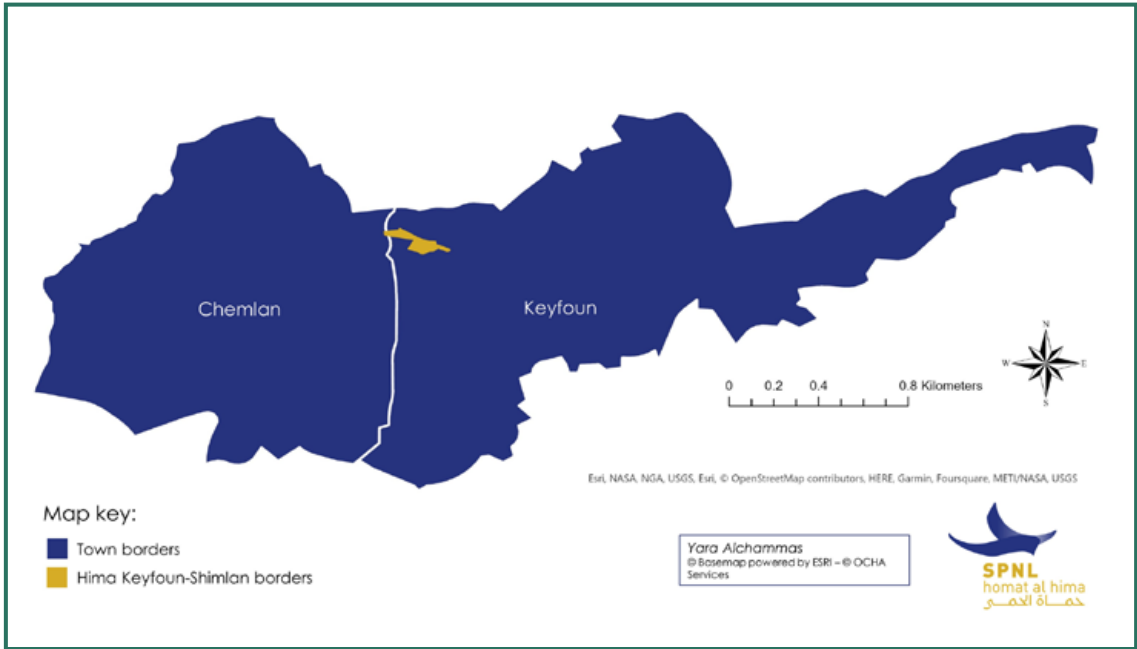 Chemlan
Keyfoun
N
W E
S
0 0.2 0.4 0.8 Kilometers
Esri, NASA, NGA, USGS, Esri, © OpenStreetMap contributors, HERE, Garmin, Foursquare, METI/NASA, USGS
Map key:
Town borders
Hima Keyfoun-Shimlan borders
Yara Alchammas
© Basemap powered by ESRI – © OCHA
Services
SPNL
homat al hima
حماة الحمى